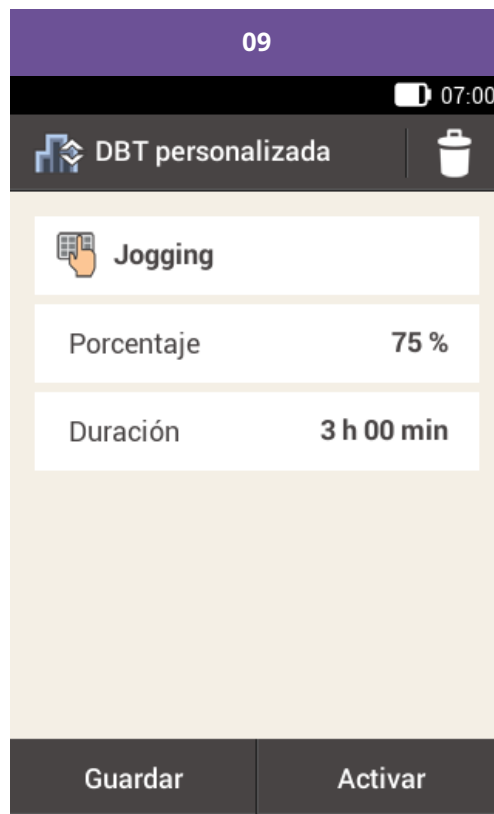 09
07:00
DBT personalizada
Jogging
Porcentaje 75 %
Duración 3 h 00 min
Guardar Activar